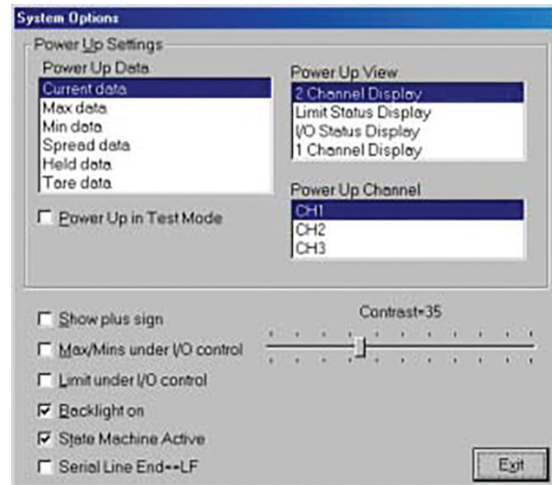 System Options
Power Up Settings
Power Up Data
Current data
Max data
Min data
Spread data
Held data
Tare data
Power Up in Test Mode
Power Up View
2 Channel Display
Limit Status Display
I/O Status Display
1 Channel Display
Power Up Channel
CH1
CH2
CH3
Show plus sign
Max/Mins under I/O control
Limit under I/O control
Backlight on
State Machine Active
Serial Line End--LF
Contrast=35
Exit